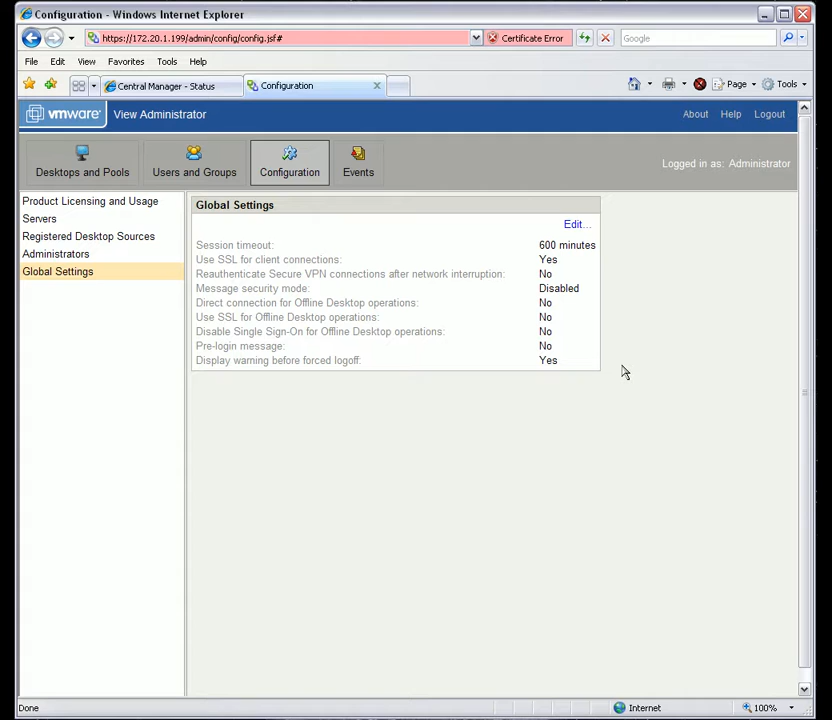 Configuration - Windows Internet Explorer
https://172.20.1.199/admin/config/config.jsf#
Certificate Error
Google
File Edit View Favorites Tools Help
Central Manager - Status
Configuration
Page
Tools
vmware
View Administrator
About Help Logout
Desktops and Pools
Users and Groups
Configuration
Events
Logged in as: Administrator
Product Licensing and Usage
Servers
Registered Desktop Sources
Administrators
Global Settings
Global Settings
Edit...
Session timeout: 600 minutes
Use SSL for client connections: Yes
Reauthenticate Secure VPN connections after network interruption: No
Message security mode: Disabled
Direct connection for Offline Desktop operations: No
Use SSL for Offline Desktop operations: No
Disable Single Sign-On for Offline Desktop operations: No
Pre-login message: No
Display warning before forced logoff: Yes
Done
Internet
100%